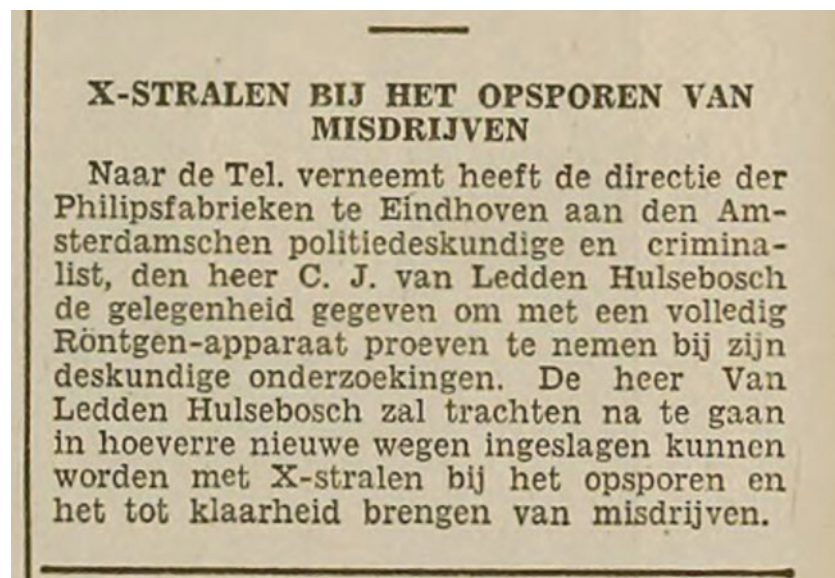 X-STRALEN BIJ HET OPSPOREN VAN
MISDRIJVEN
Naar de Tel. verneemt heeft de directie der
Philipsfabrieken te Eindhoven aan den Am-
sterdamschen politiedeskundige en crimina-
list, den heer C. J. van Ledden Hulsebosch
de gelegenheid gegeven om met een volledig
Röntgen-apparaat proeven te nemen bij zijn
deskundige onderzoekingen. De heer Van
Ledden Hulsebosch zal trachten na te gaan
in hoeverre nieuwe wegen ingeslagen kunnen
worden met X-stralen bij het opsporen en
het tot klaarheid brengen van misdrijven.